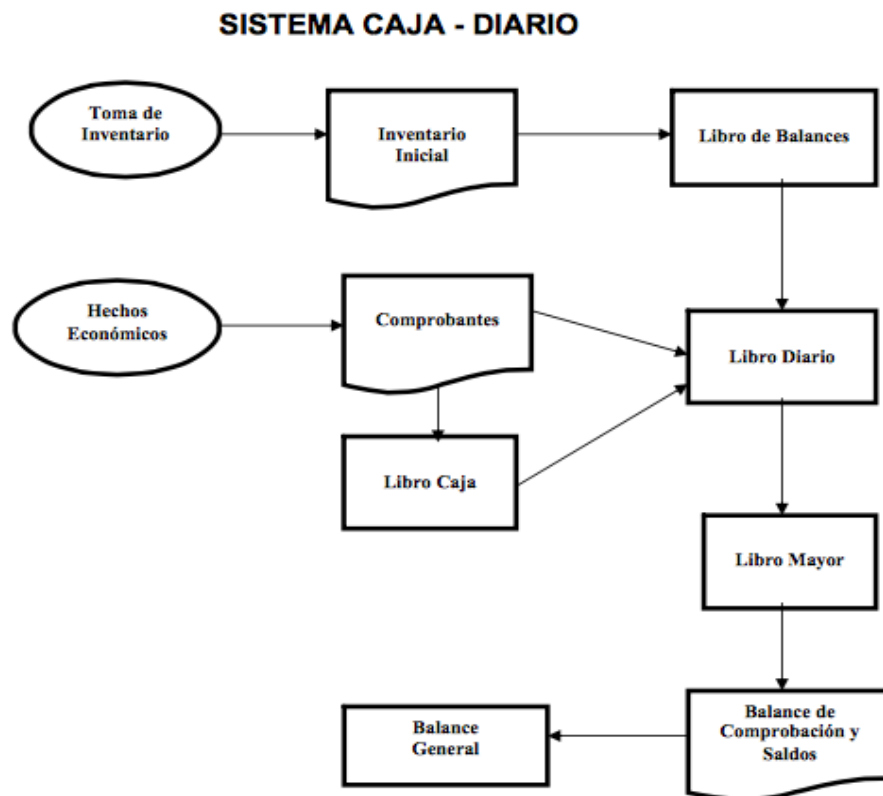 SISTEMA CAJA - DIARIO
Toma de
Inventario
Inventario
Inicial
Libro de Balances
Hechos
Económicos
Comprobantes
Libro Diario
Libro Caja
Libro Mayor
Balance
General
Balance de
Comprobación y
Saldos